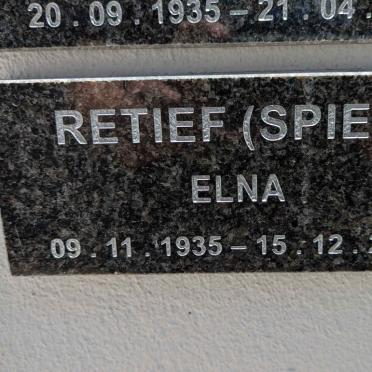 20 . 09 . 1935 – 21 . 04 .
RETIEF (SPIE
ELNA
09 . 11 . 1935 – 15 . 12 .